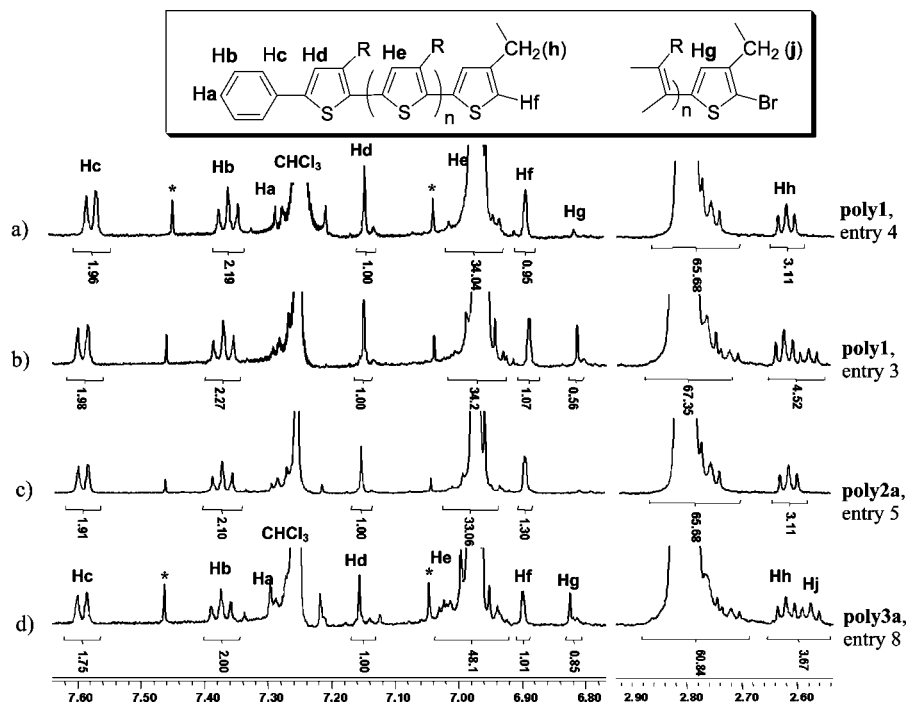 Hb Hc Hd R He R CH₂(h)
Ha
S ( S )n S Hf
R Hg CH₂ (j)
)n S Br
Hc * Hb Ha CHCl₃ Hd * He Hf Hg Hh
a) poly1, entry 4
1.96 2.19 1.00 34.04 0.95 65.68 3.11
b) poly1, entry 3
1.98 2.27 1.00 34.2 1.07 0.56 67.35 4.52
c) poly2a, entry 5
1.91 2.10 1.00 33.06 1.30 65.68 3.11
Hc * Hb Ha CHCl₃ Hd * He Hf Hg Hh Hj
d) poly3a, entry 8
1.75 2.00 1.00 48.1 1.01 0.85 60.84 3.67
7.60 7.50 7.40 7.30 7.20 7.10 7.00 6.90 6.80 2.90 2.80 2.70 2.60